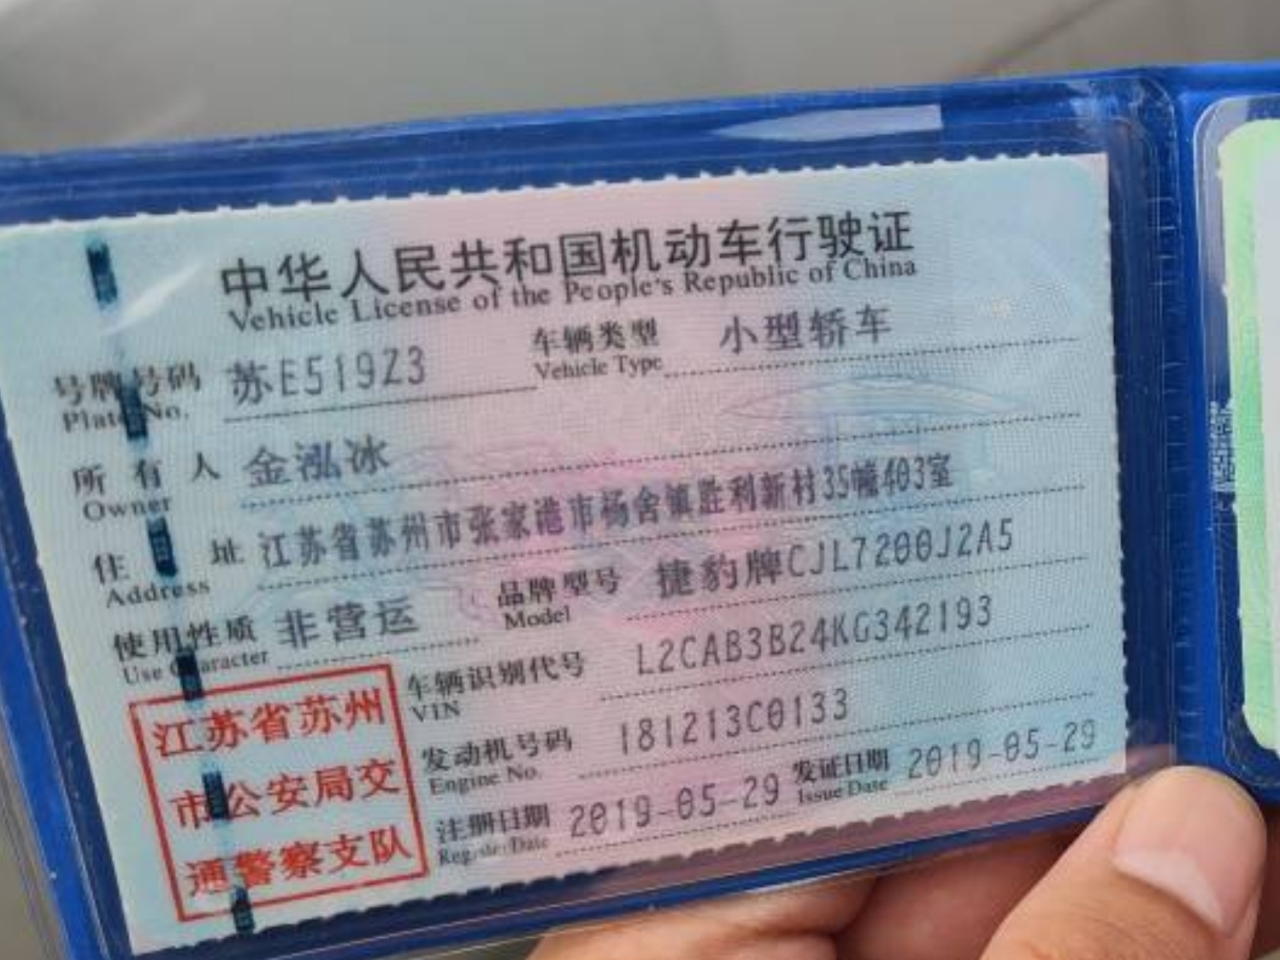 中华人民共和国机动车行驶证
Vehicle License of the People's Republic of China
号牌号码 苏E519Z3 车辆类型 小型轿车
Plate No. Vehicle Type
所有人 金泓冰
Owner
住址 江苏省苏州市张家港市杨舍镇胜利新村35幢403室
Address
使用性质 非营运 品牌型号 捷豹牌CJL7200J2A5
Use Character Model
车辆识别代号 L2CAB3B24KG342193
VIN
发动机号码 181213C0133
Engine No.
注册日期 2019-05-29 发证日期 2019-05-29
Register Date Issue Date
江苏省苏州
市公安局交
通警察支队